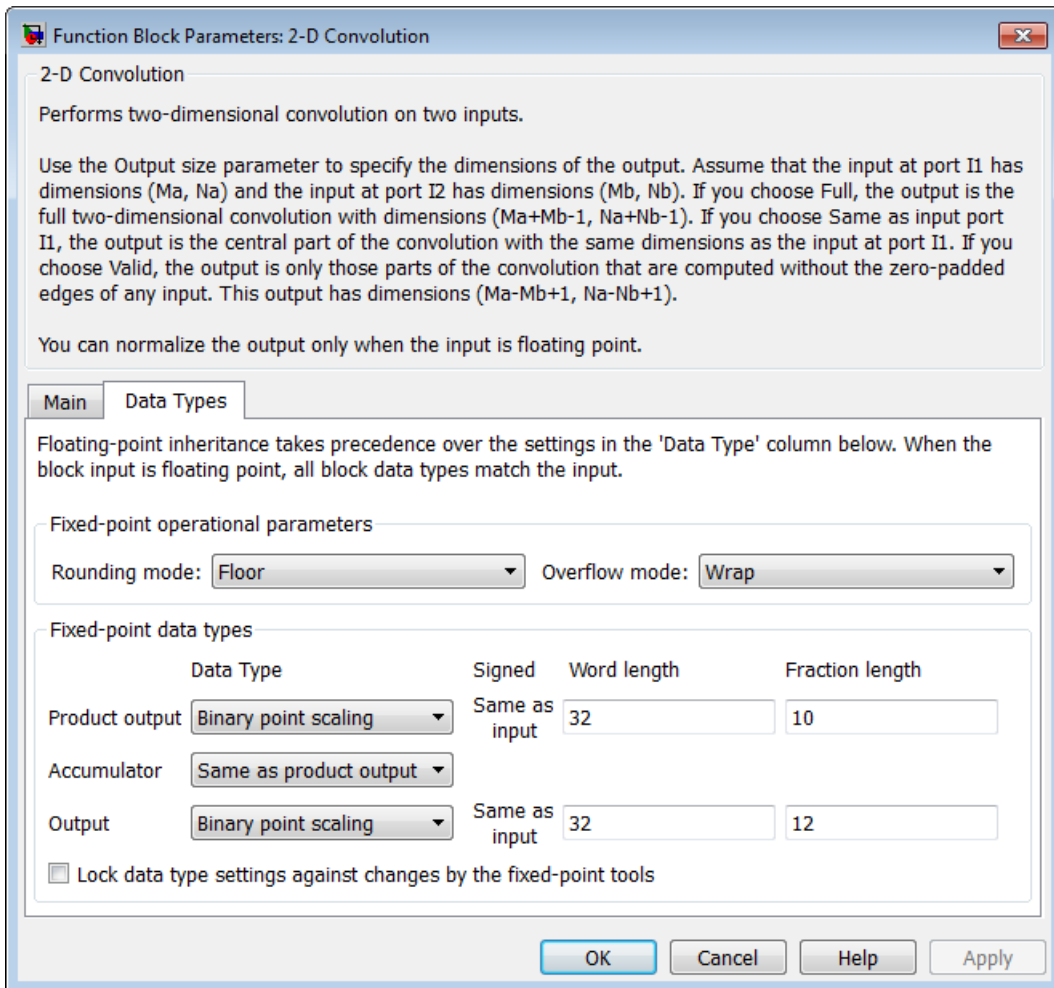 Function Block Parameters: 2-D Convolution
2-D Convolution
Performs two-dimensional convolution on two inputs.
Use the Output size parameter to specify the dimensions of the output. Assume that the input at port I1 has
dimensions (Ma, Na) and the input at port I2 has dimensions (Mb, Nb). If you choose Full, the output is the
full two-dimensional convolution with dimensions (Ma+Mb-1, Na+Nb-1). If you choose Same as input port
I1, the output is the central part of the convolution with the same dimensions as the input at port I1. If you
choose Valid, the output is only those parts of the convolution that are computed without the zero-padded
edges of any input. This output has dimensions (Ma-Mb+1, Na-Nb+1).
You can normalize the output only when the input is floating point.
Main Data Types
Floating-point inheritance takes precedence over the settings in the 'Data Type' column below. When the
block input is floating point, all block data types match the input.
Fixed-point operational parameters
Rounding mode: Floor Overflow mode: Wrap
Fixed-point data types
Data Type Signed Word length Fraction length
Product output Binary point scaling Same as input 32 10
Accumulator Same as product output
Output Binary point scaling Same as input 32 12
Lock data type settings against changes by the fixed-point tools
OK Cancel Help Apply